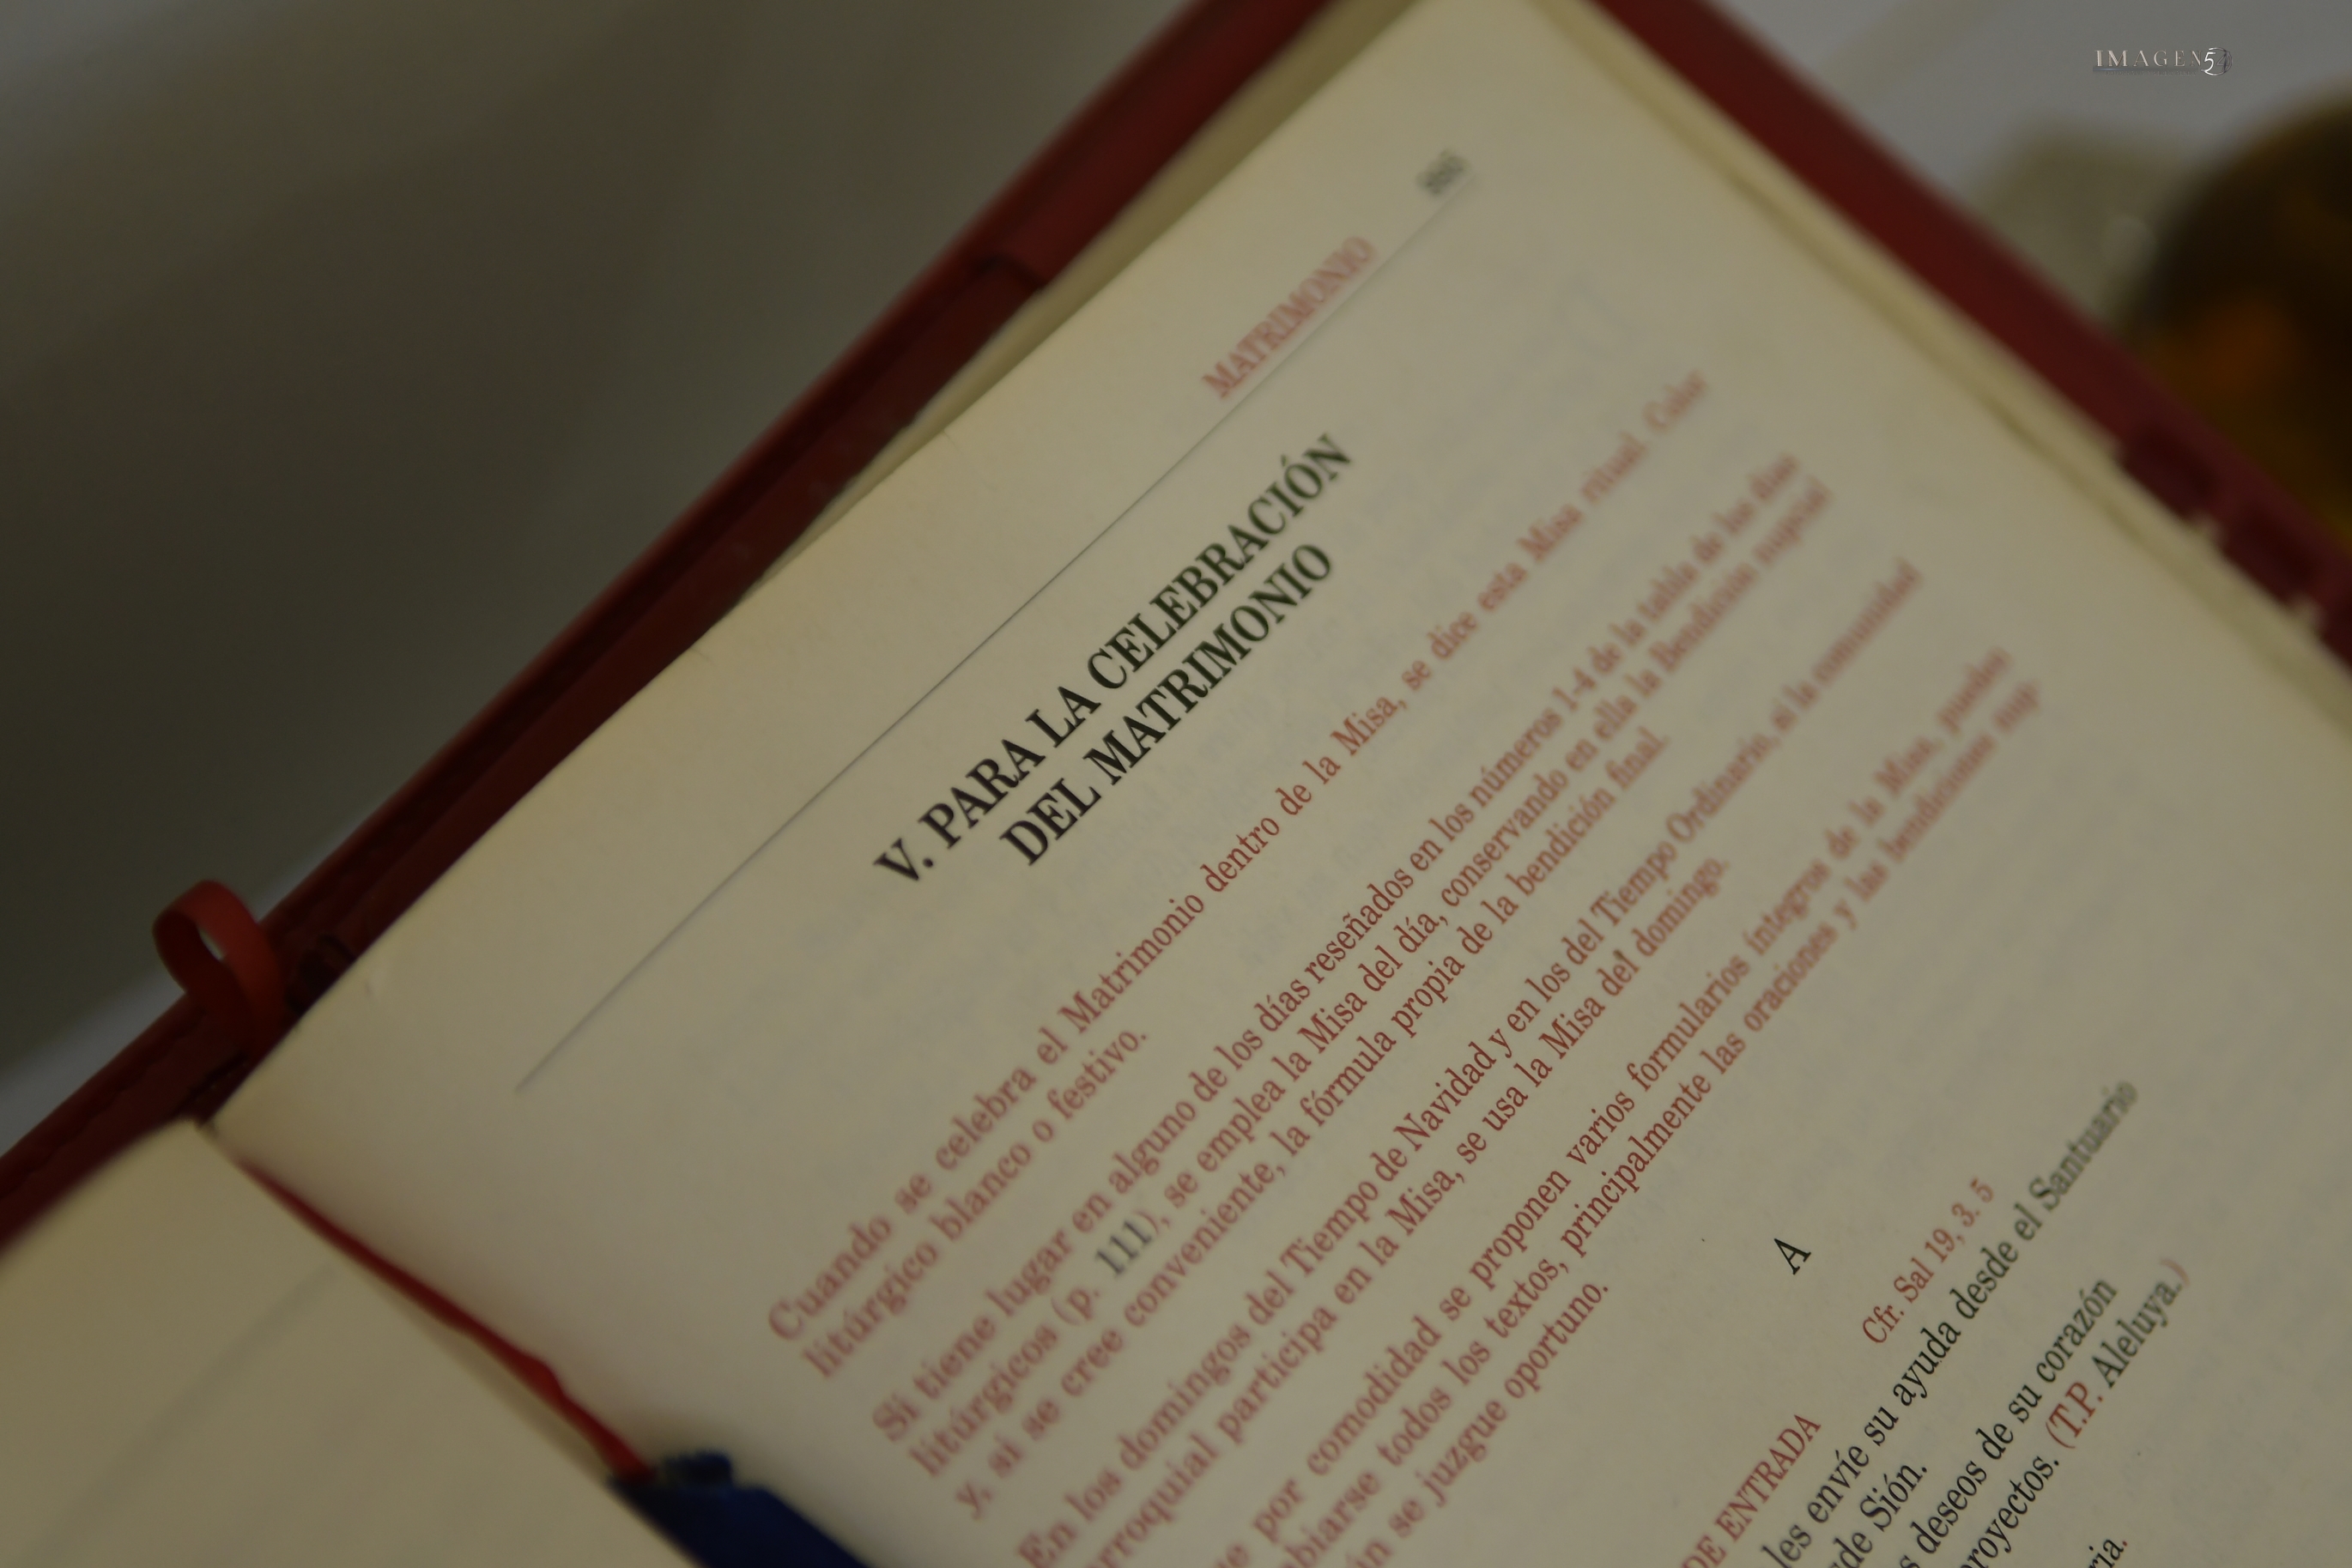 IMAGEN5
MATRIMONIO
V. PARA LA CELEBRACIÓN
DEL MATRIMONIO
Cuando se celebra el Matrimonio dentro de la Misa, se dice esta Misa ritual. Color
litúrgico blanco o festivo.
Si tiene lugar en alguno de los días reseñados en los números 1-4 de la tabla de los días
litúrgicos (p. 111), se emplea la Misa del día, conservando en ella la Bendición nupcial
y, si se cree conveniente, la fórmula propia de la bendición final.
En los domingos del Tiempo de Navidad y en los del Tiempo Ordinario, si la comunidad
arroquial participa en la Misa, se usa la Misa del domingo.
ue por comodidad se proponen varios formularios íntegros de la Misa, pueden
mbiarse todos los textos, principalmente las oraciones y las bendiciones nup-
ún se juzgue oportuno.
A
DE ENTRADA
Cfr. Sal 19, 3. 5
les envíe su ayuda desde el Santuario
de Sión.
s deseos de su corazón
proyectos. (T.P. Aleluya.)
ria.